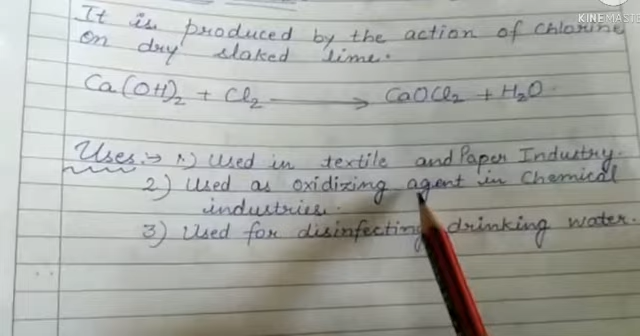 It is produced by the action of Chlorine
KINEMASTE
on dry slaked lime.
Ca(OH)₂ + Cl₂ ⟶ CaOCl₂ + H₂O.
Uses:→ 1.) Used in textile and Paper Industry.
2) Used as oxidizing agent in Chemical
industries.
3) Used for disinfecting drinking water.